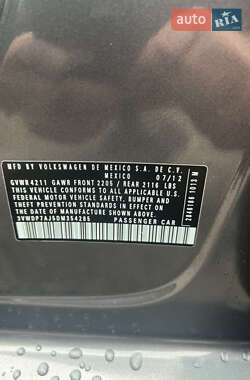 AUTO.RIA
MFD BY VOLKSWAGEN DE MEXICO S.A. DE C.V.
MEXICO 07/12
GVWR 4211 GAWR FRONT 2205 / REAR 2116 LBS
THIS VEHICLE CONFORMS TO ALL APPLICABLE U.S.
FEDERAL MOTOR VEHICLE SAFETY, BUMPER AND
THEFT PREVENTION STANDARDS IN EFFECT
ON THE DATE OF MANUFACTURE SHOWN ABOVE.
3VWDP7AJ5DM354285 PASSENGER CAR
1013M